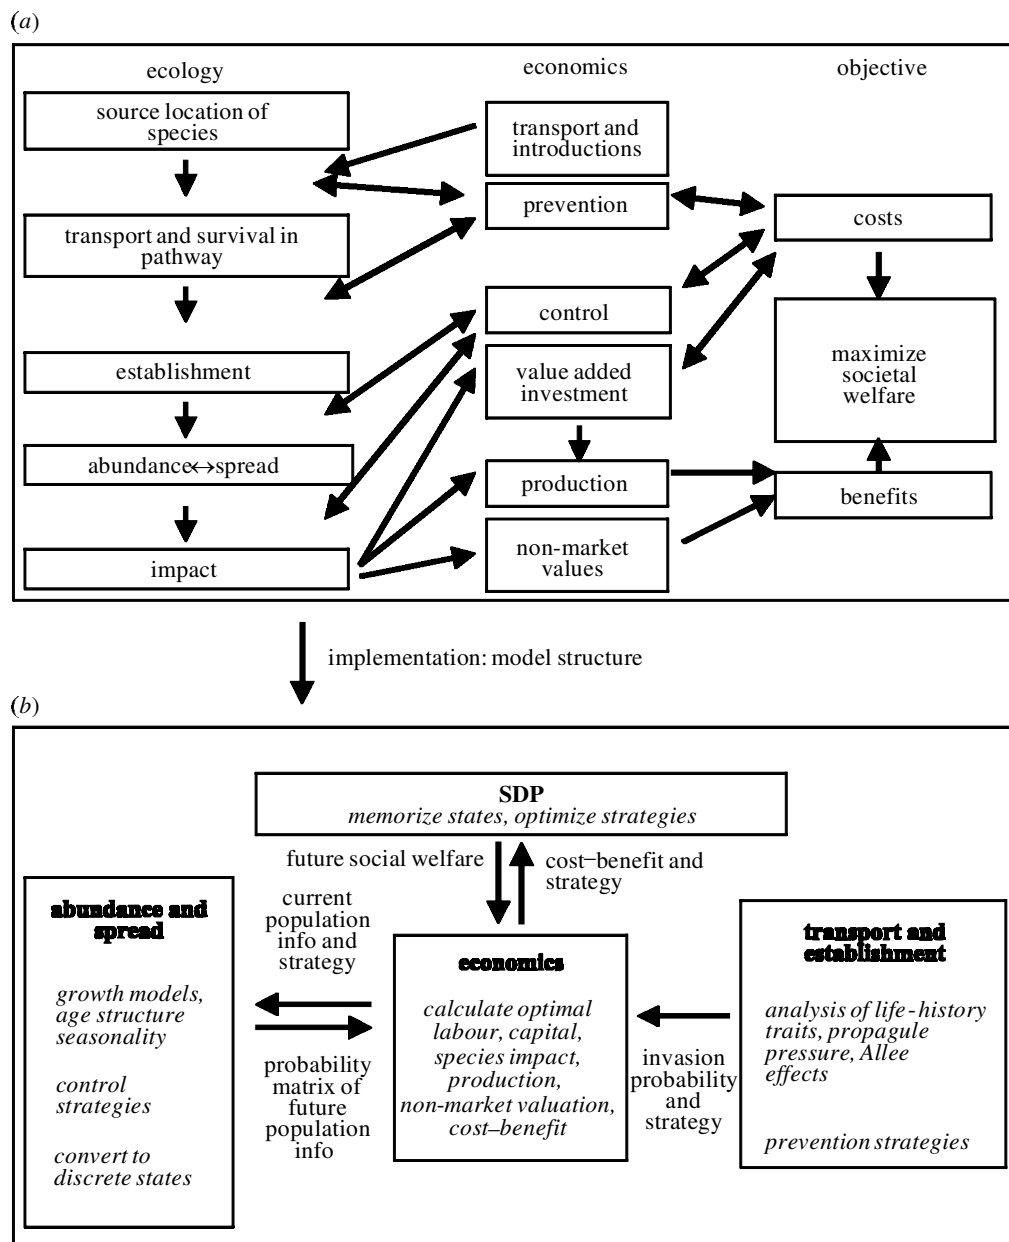 (a)
ecology
economics
objective
source location of
species
transport and survival in
pathway
establishment
abundance↔spread
impact
transport and
introductions
prevention
control
value added
investment
production
non-market
values
costs
maximize
societal
welfare
benefits
implementation: model structure
(b)
SDP
memorize states, optimize strategies
future social welfare
cost–benefit and
strategy
abundance and
spread
growth models,
age structure
seasonality
control
strategies
convert to
discrete states
current
population
info and
strategy
probability
matrix of
future
population
info
economics
calculate optimal
labour, capital,
species impact,
production,
non-market valuation,
cost–benefit
invasion
probability
and
strategy
transport and
establishment
analysis of life-history
traits, propagule
pressure, Allee
effects
prevention strategies